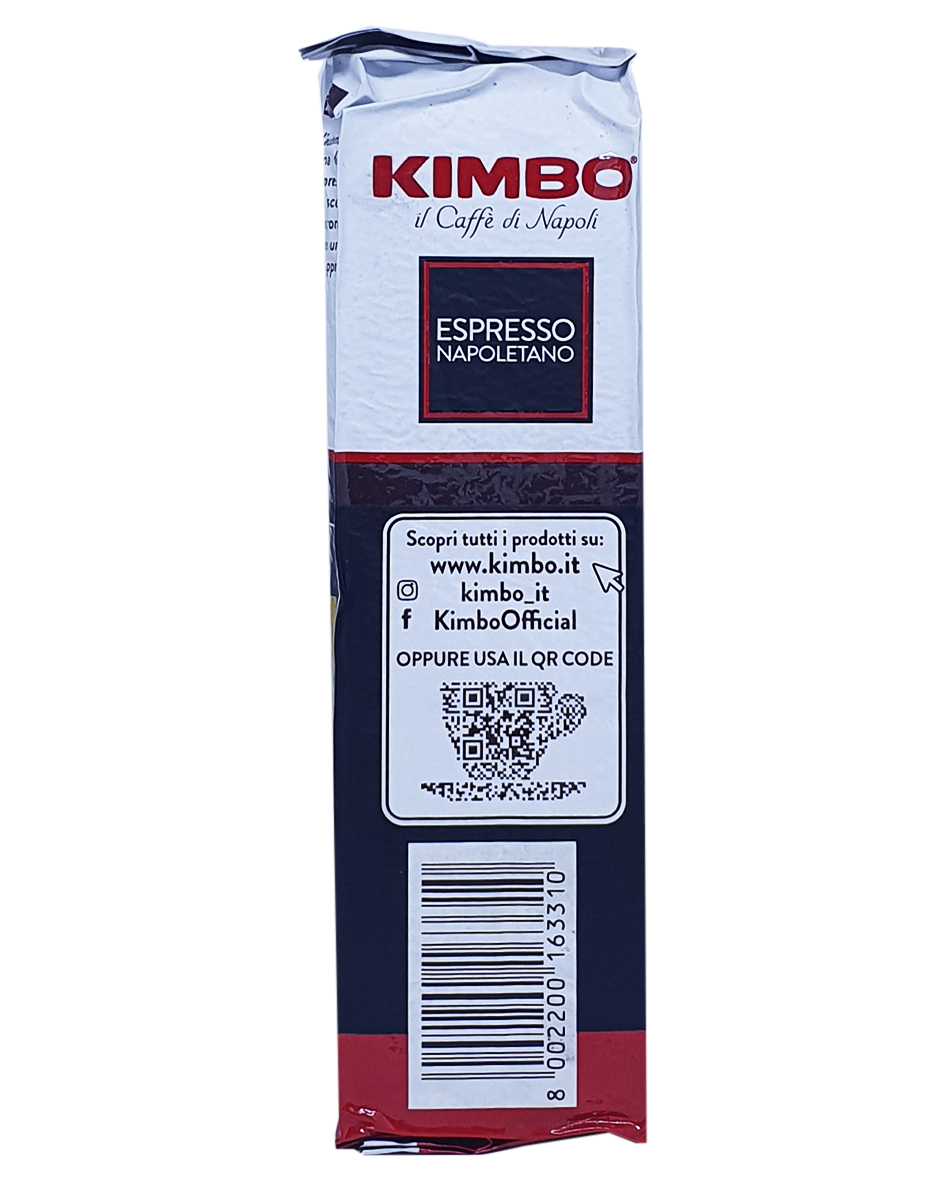 KIMBO®
il Caffè di Napoli
ESPRESSO
NAPOLETANO
Scopri tutti i prodotti su:
www.kimbo.it
kimbo_it
KimboOfficial
OPPURE USA IL QR CODE
8 002200 163310